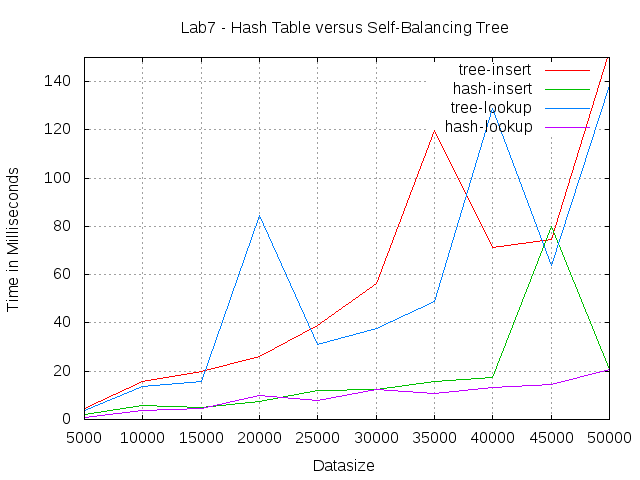 Lab7 - Hash Table versus Self-Balancing Tree
tree-insert
hash-insert
tree-lookup
hash-lookup
140
120
100
80
60
40
20
0
Time in Milliseconds
5000 10000 15000 20000 25000 30000 35000 40000 45000 50000
Datasize